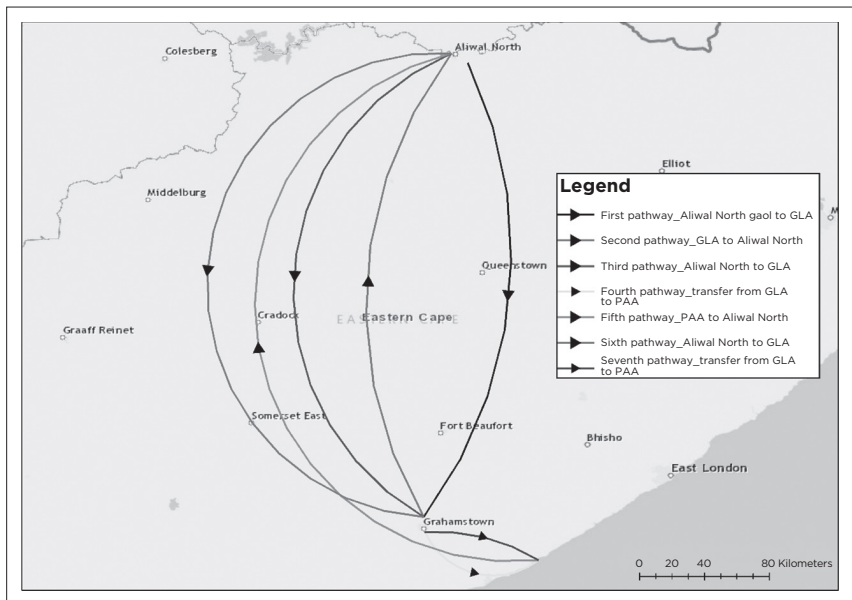 Colesberg
Aliwal North
Elliot
Middelburg
M
Legend
First pathway_Aliwal North gaol to GLA
Second pathway_GLA to Aliwal North
Third pathway_Aliwal North to GLA
Fourth pathway_transfer from GLA
to PAA
Fifth pathway_PAA to Aliwal North
Sixth pathway_Aliwal North to GLA
Seventh pathway_transfer from GLA
to PAA
Queenstown
Cradock
EASTERN CAPE
Eastern Cape
Graaff Reinet
Somerset East
Fort Beaufort
Bhisho
East London
Grahamstown
0 20 40 80 Kilometers